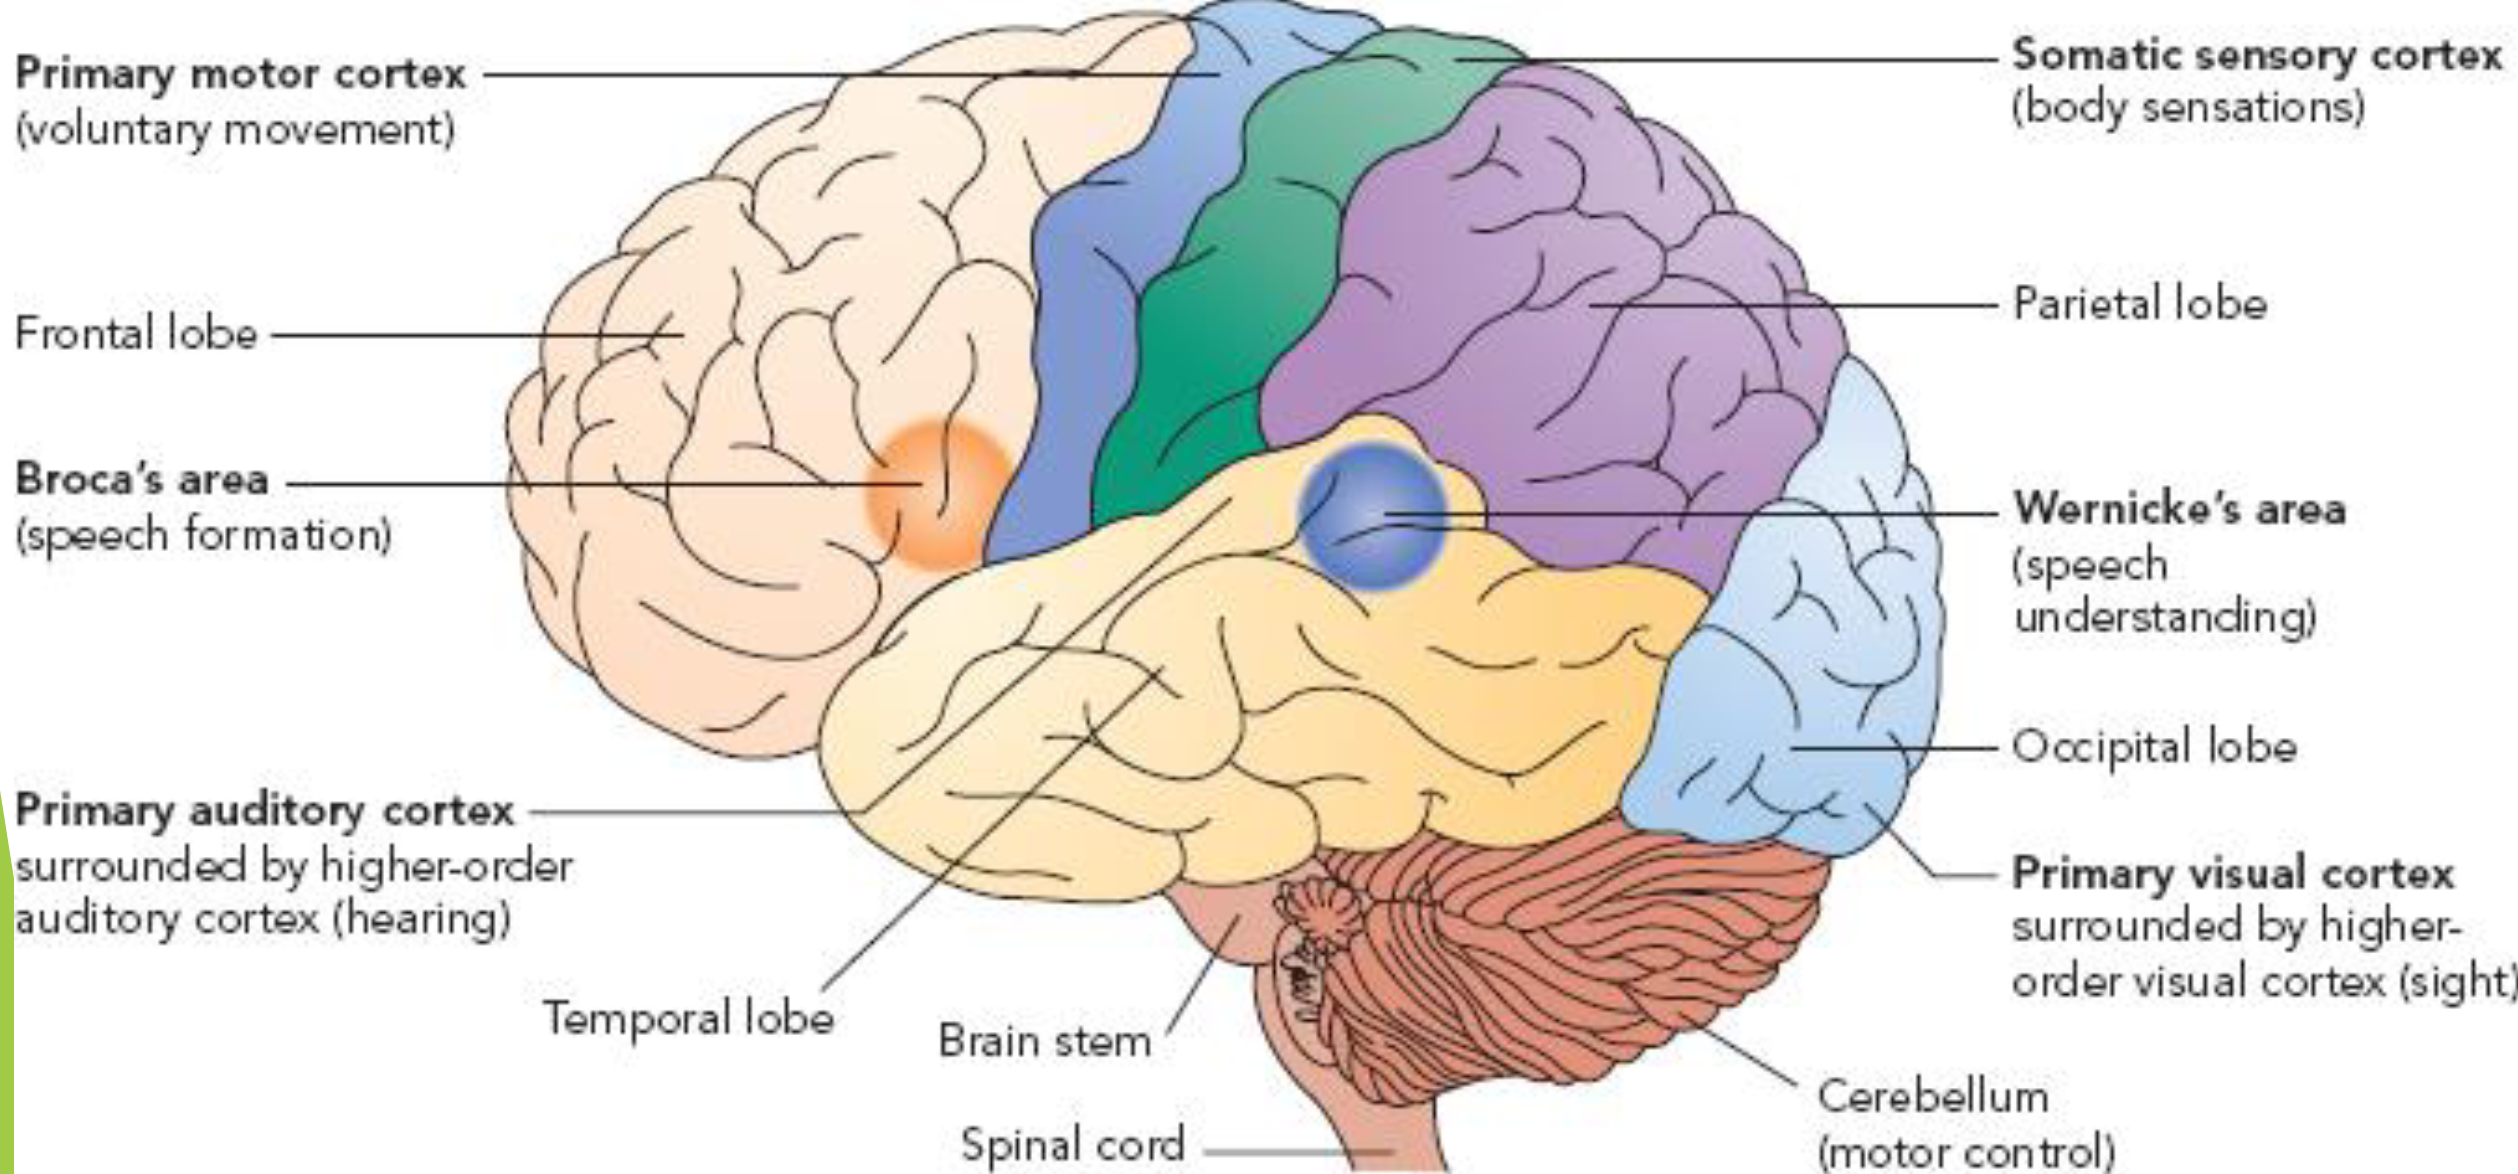 Primary motor cortex
(voluntary movement)
Frontal lobe
Broca's area
(speech formation)
Primary auditory cortex
surrounded by higher-order
auditory cortex (hearing)
Temporal lobe
Brain stem
Spinal cord
Somatic sensory cortex
(body sensations)
Parietal lobe
Wernicke's area
(speech
understanding)
Occipital lobe
Primary visual cortex
surrounded by higher-
order visual cortex (sight)
Cerebellum
(motor control)